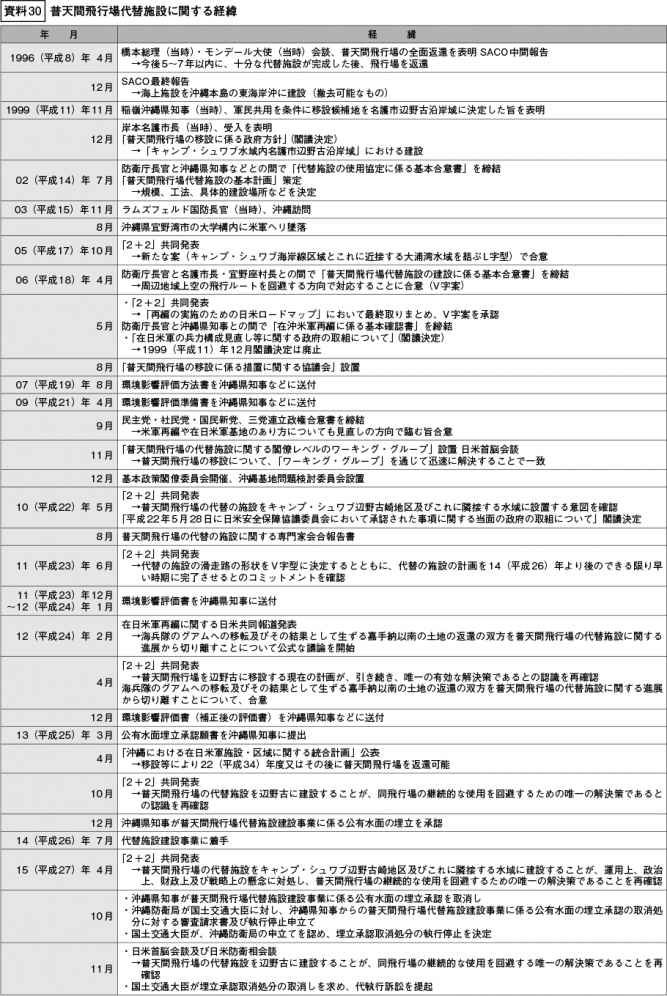 資料30 普天間飛行場代替施設に関する経緯
年　月 経　緯
1996（平成8）年 4月 橋本総理（当時）・モンデール大使（当時）会談、普天間飛行場の全面返還を表明 SACO中間報告
→今後5～7年以内に、十分な代替施設が完成した後、飛行場を返還
12月 SACO最終報告
→海上施設を沖縄本島の東海岸沖に建設（撤去可能なもの）
1999（平成11）年11月 稲嶺沖縄県知事（当時）、軍民共用を条件に移設候補地を名護市辺野古沿岸域に決定した旨を表明
12月 岸本名護市長（当時）、受入を表明
「普天間飛行場の移設に係る政府方針」（閣議決定）
→「キャンプ・シュワブ水域内名護市辺野古沿岸域」における建設
02（平成14）年 7月 防衛庁長官と沖縄県知事などとの間で「代替施設の使用協定に係る基本合意書」を締結
「普天間飛行場代替施設の基本計画」策定
→規模、工法、具体的建設場所などを決定
03（平成15）年11月 ラムズフェルド国防長官（当時）、沖縄訪問
8月 沖縄県宜野湾市の大学構内に米軍ヘリ墜落
05（平成17）年10月 「2＋2」共同発表
→新たな案（キャンプ・シュワブ海岸線区域とこれに近接する大浦湾水域を結ぶL字型）で合意
06（平成18）年 4月 防衛庁長官と名護市長・宜野座村長との間で「普天間飛行場代替施設の建設に係る基本合意書」を締結
→周辺地域上空の飛行ルートを回避する方向で対応することに合意（V字案）
5月 ・「2＋2」共同発表
→「再編の実施のための日米ロードマップ」において最終取りまとめ、V字案を承認
防衛庁長官と沖縄県知事との間で「在沖米軍再編に係る基本確認書」を締結
・「在日米軍の兵力構成見直し等に関する政府の取組について」（閣議決定）
→1999（平成11）年12月閣議決定は廃止
8月 「普天間飛行場の移設に係る措置に関する協議会」設置
07（平成19）年 8月 環境影響評価方法書を沖縄県知事などに送付
09（平成21）年 4月 環境影響評価準備書を沖縄県知事などに送付
9月 民主党・社民党・国民新党、三党連立政権合意書を締結
→米軍再編や在日米軍基地のあり方についても見直しの方向で臨む旨合意
11月 「普天間飛行場の代替施設に関する閣僚レベルのワーキング・グループ」設置 日米首脳会談
→普天間飛行場の移設について、「ワーキング・グループ」を通じて迅速に解決することで一致
12月 基本政策閣僚委員会開催、沖縄基地問題検討委員会設置
10（平成22）年 5月 「2＋2」共同発表
→普天間飛行場の代替の施設をキャンプ・シュワブ辺野古崎地区及びこれに隣接する水域に設置する意図を確認
「平成22年5月28日に日米安全保障協議委員会において承認された事項に関する当面の政府の取組について」閣議決定
8月 普天間飛行場の代替の施設に関する専門家会合報告書
11（平成23）年 6月 「2＋2」共同発表
→代替の施設の滑走路の形状をV字型に決定するとともに、代替の施設の計画を14（平成26）年より後のできる限り早
い時期に完了させるとのコミットメントを確認
11（平成23）年12月
～12（平成24）年 1月 環境影響評価書を沖縄県知事に送付
12（平成24）年 2月 在日米軍再編に関する日米共同報道発表
→海兵隊のグアムへの移転及びその結果として生ずる嘉手納以南の土地の返還の双方を普天間飛行場の代替施設に関する
進展から切り離すことについて公式な議論を開始
4月 「2＋2」共同発表
→普天間飛行場を辺野古に移設する現在の計画が、引き続き、唯一の有効な解決策であるとの認識を再確認
海兵隊のグアムへの移転及びその結果として生ずる嘉手納以南の土地の返還の双方を普天間飛行場の代替施設に関する進展
から切り離すことについて、合意
12月 環境影響評価書（補正後の評価書）を沖縄県知事などに送付
13（平成25）年 3月 公有水面埋立承認願書を沖縄県知事に提出
4月 「沖縄における在日米軍施設・区域に関する統合計画」公表
→移設等により22（平成34）年度又はその後に普天間飛行場を返還可能
10月 「2＋2」共同発表
→普天間飛行場の代替施設を辺野古に建設することが、同飛行場の継続的な使用を回避するための唯一の解決策であると
の認識を再確認
12月 沖縄県知事が普天間飛行場代替施設建設事業に係る公有水面の埋立を承認
14（平成26）年 7月 代替施設建設事業に着手
15（平成27）年 4月 「2＋2」共同発表
→普天間飛行場の代替施設をキャンプ・シュワブ辺野古崎地区及びこれに隣接する水域に建設することが、運用上、政治
上、財政上及び戦略上の懸念に対処し、普天間飛行場の継続的な使用を回避するための唯一の解決策であることを再確認
10月 ・沖縄県知事が普天間飛行場代替施設建設事業に係る公有水面の埋立承認を取消し
・沖縄防衛局が国土交通大臣に対し、沖縄県知事からの普天間飛行場代替施設建設事業に係る公有水面の埋立承認の取消処
分に対する審査請求書及び執行停止申立て
・国土交通大臣が、沖縄防衛局の申立てを認め、埋立承認取消処分の執行停止を決定
11月 ・日米首脳会談及び日米防衛相会談
→普天間飛行場の代替施設を辺野古に建設することが、同飛行場の継続的な使用を回避する唯一の解決策であることを再
確認
・国土交通大臣が埋立承認取消処分の取消しを求め、代執行訴訟を提起